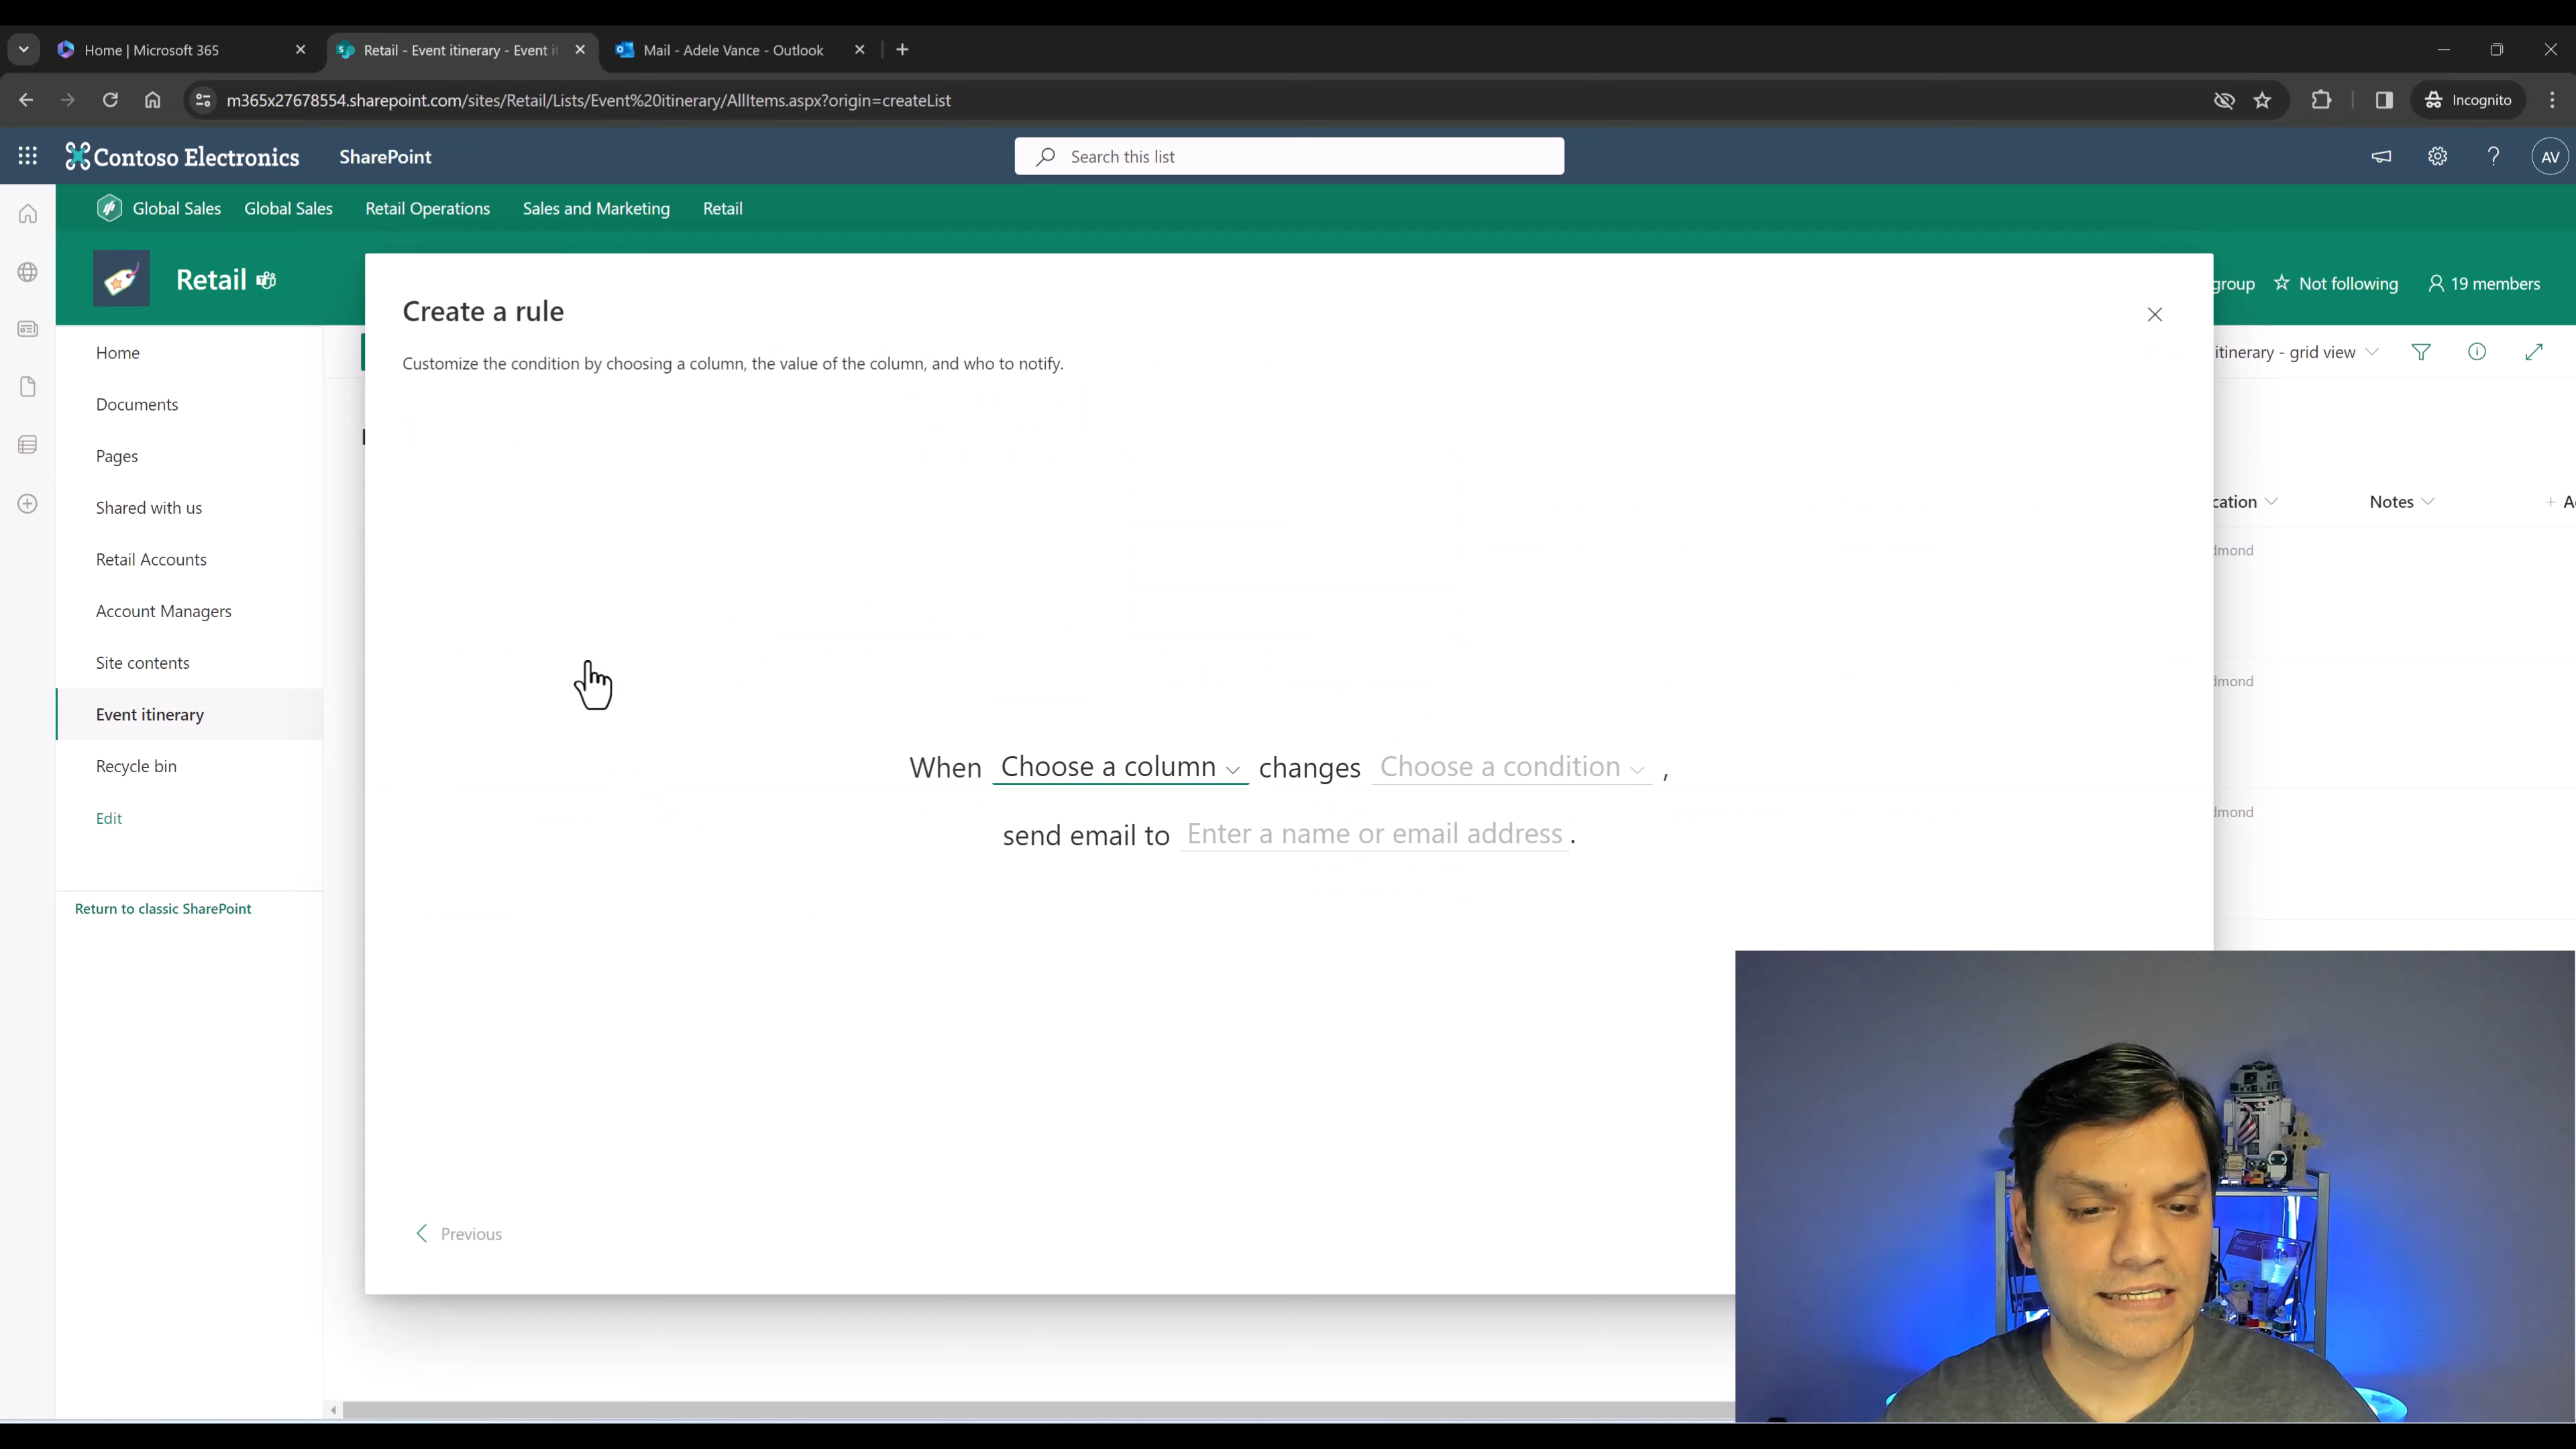 Home | Microsoft 365
Retail - Event itinerary - Event it
Mail - Adele Vance - Outlook
m365x27678554.sharepoint.com/sites/Retail/Lists/Event%20itinerary/AllItems.aspx?origin=createList
Incognito
Contoso Electronics
SharePoint
Search this list
AV
Global Sales
Global Sales
Retail Operations
Sales and Marketing
Retail
Retail
group
Not following
19 members
Home
Documents
Pages
Shared with us
Retail Accounts
Account Managers
Site contents
Event itinerary
Recycle bin
Edit
Return to classic SharePoint
itinerary - grid view
cation
Notes
+ A
dmond
dmond
dmond
Create a rule
Customize the condition by choosing a column, the value of the column, and who to notify.
When Choose a column changes Choose a condition ,
send email to Enter a name or email address .
Previous